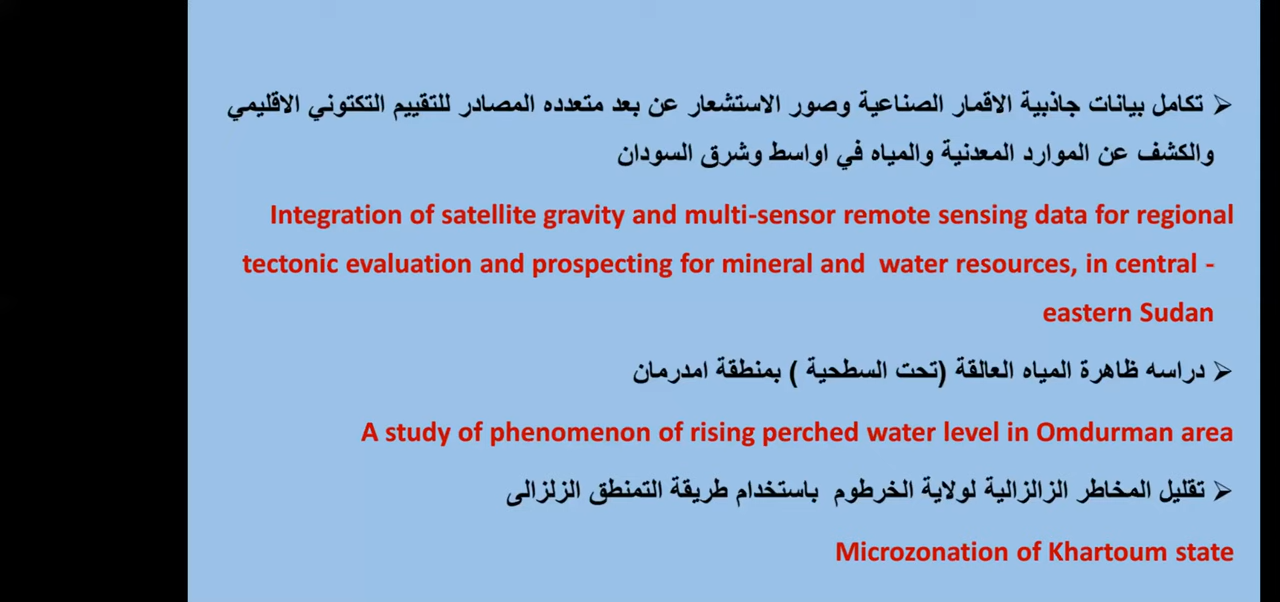 ➢ تكامل بيانات جاذبية الاقمار الصناعية وصور الاستشعار عن بعد متعدده المصادر للتقييم التكتوني الاقليمي
والكشف عن الموارد المعدنية والمياه في اواسط وشرق السودان
Integration of satellite gravity and multi-sensor remote sensing data for regional
tectonic evaluation and prospecting for mineral and water resources, in central -
eastern Sudan
➢ دراسه ظاهرة المياه العالقة (تحت السطحية ) بمنطقة امدرمان
A study of phenomenon of rising perched water level in Omdurman area
➢ تقليل المخاطر الزالزالية لولاية الخرطوم باستخدام طريقة التمنطق الزلزالى
Microzonation of Khartoum state